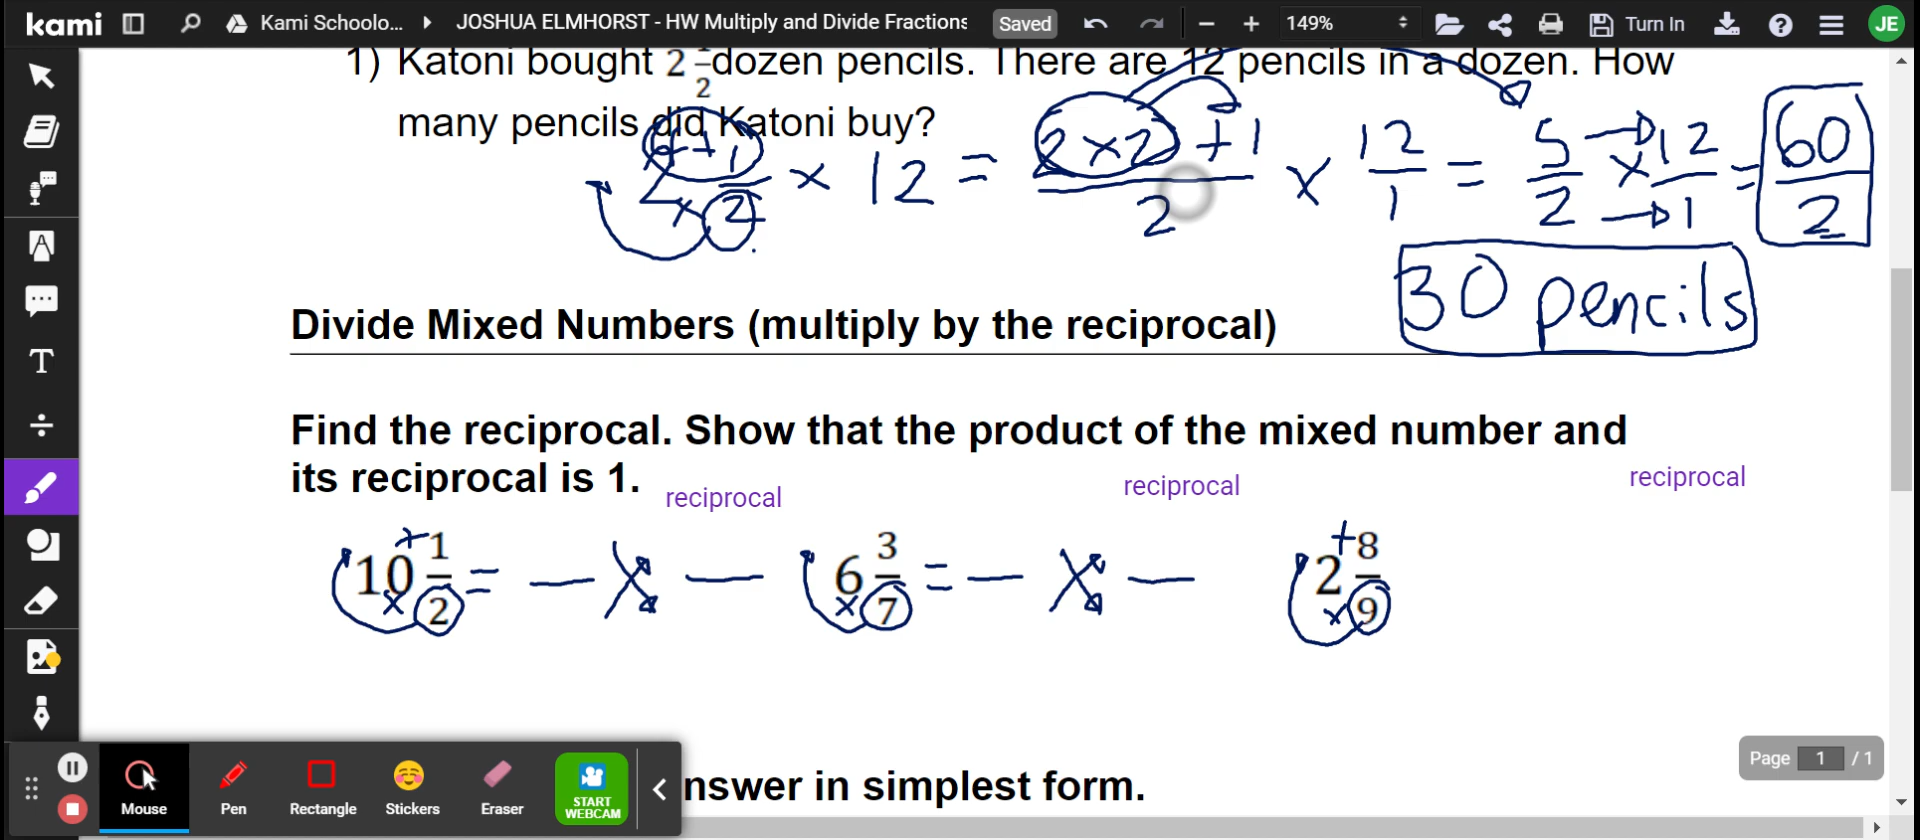 kami Kami Schoolo... JOSHUA ELMHORST - HW Multiply and Divide Fractions Saved 149% Turn In JE
1) Katoni bought 2 1/2 dozen pencils. There are 12 pencils in a dozen. How
many pencils did Katoni buy?
× 12 = (2 × 2) + 1 / 2 × 12/1 = 5/2 × 12/1 = 60/2
30 pencils
Divide Mixed Numbers (multiply by the reciprocal)
Find the reciprocal. Show that the product of the mixed number and
its reciprocal is 1.
reciprocal reciprocal reciprocal
10 + 1/2 = — × — 6 3/7 = — × — 2 + 8/9
× × ×
Page 1 / 1
nswer in simplest form.
Mouse Pen Rectangle Stickers Eraser START WEBCAM